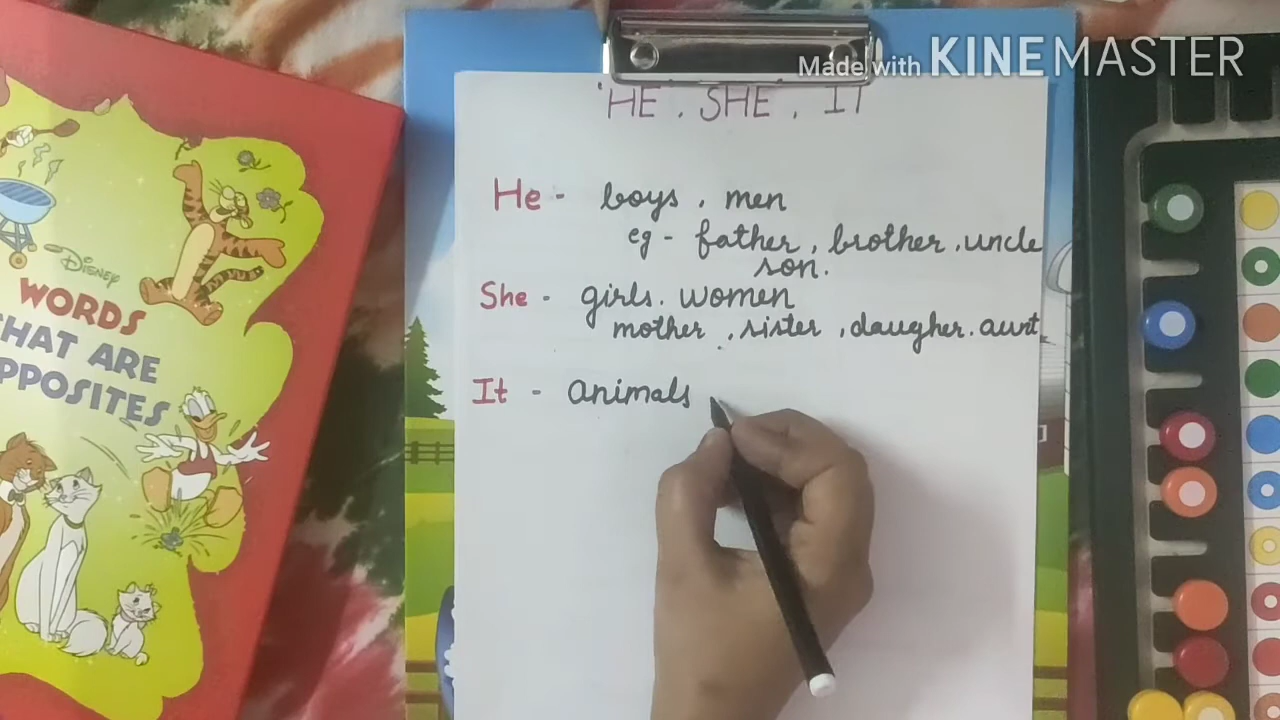 Made with KINEMASTER
'HE , SHE , IT
He - boys , men
eg - father , brother , uncle
son.
She - girls . women
mother , sister , daugher . aunt
It - animals
DISNEY
WORDS
THAT ARE
OPPOSITES